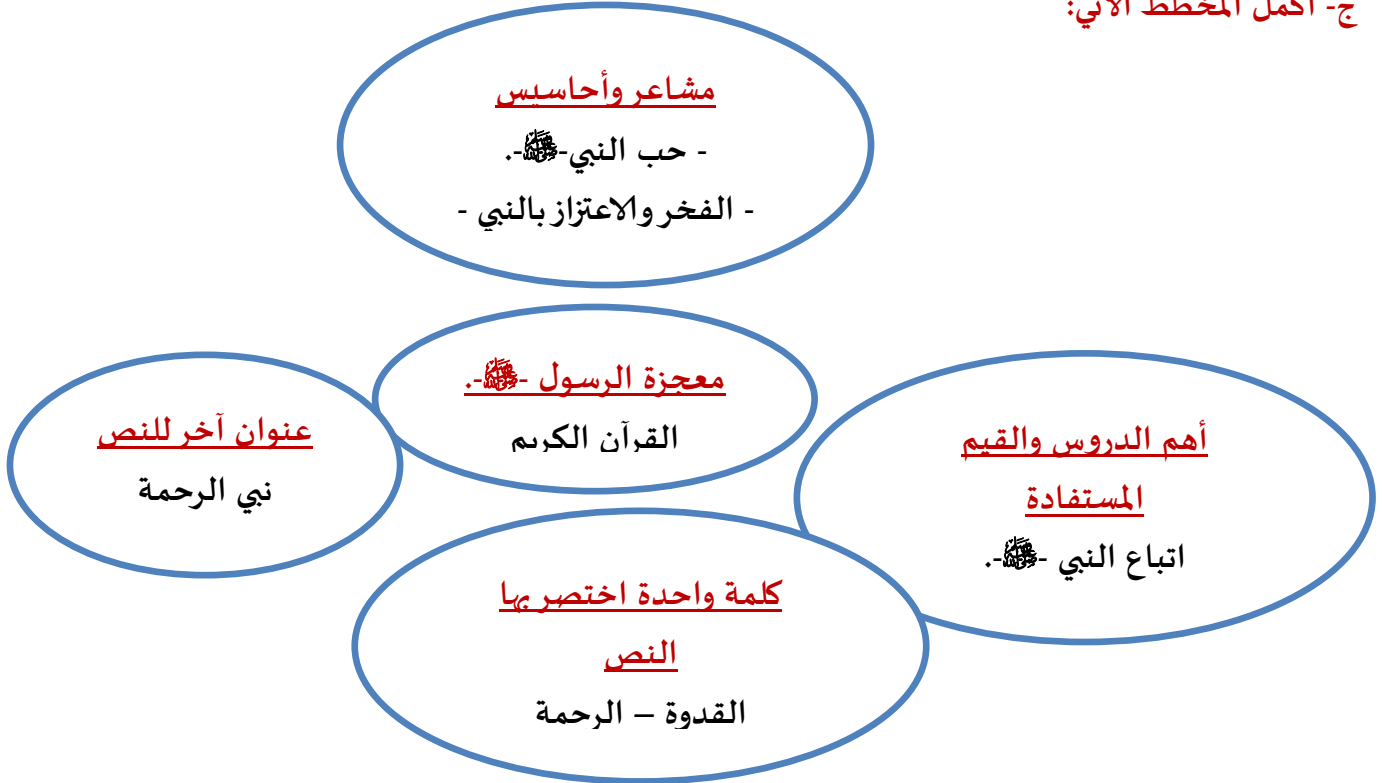 ج- أكمل المخطط الآتي:
مشاعر وأحاسيس
- حب النبي-ﷺ-.
- الفخر والاعتزاز بالنبي -
معجزة الرسول -ﷺ-.
القرآن الكريم
عنوان آخر للنص
نبي الرحمة
أهم الدروس والقيم
المستفادة
اتباع النبي -ﷺ-.
كلمة واحدة اختصر بها
النص
القدوة – الرحمة